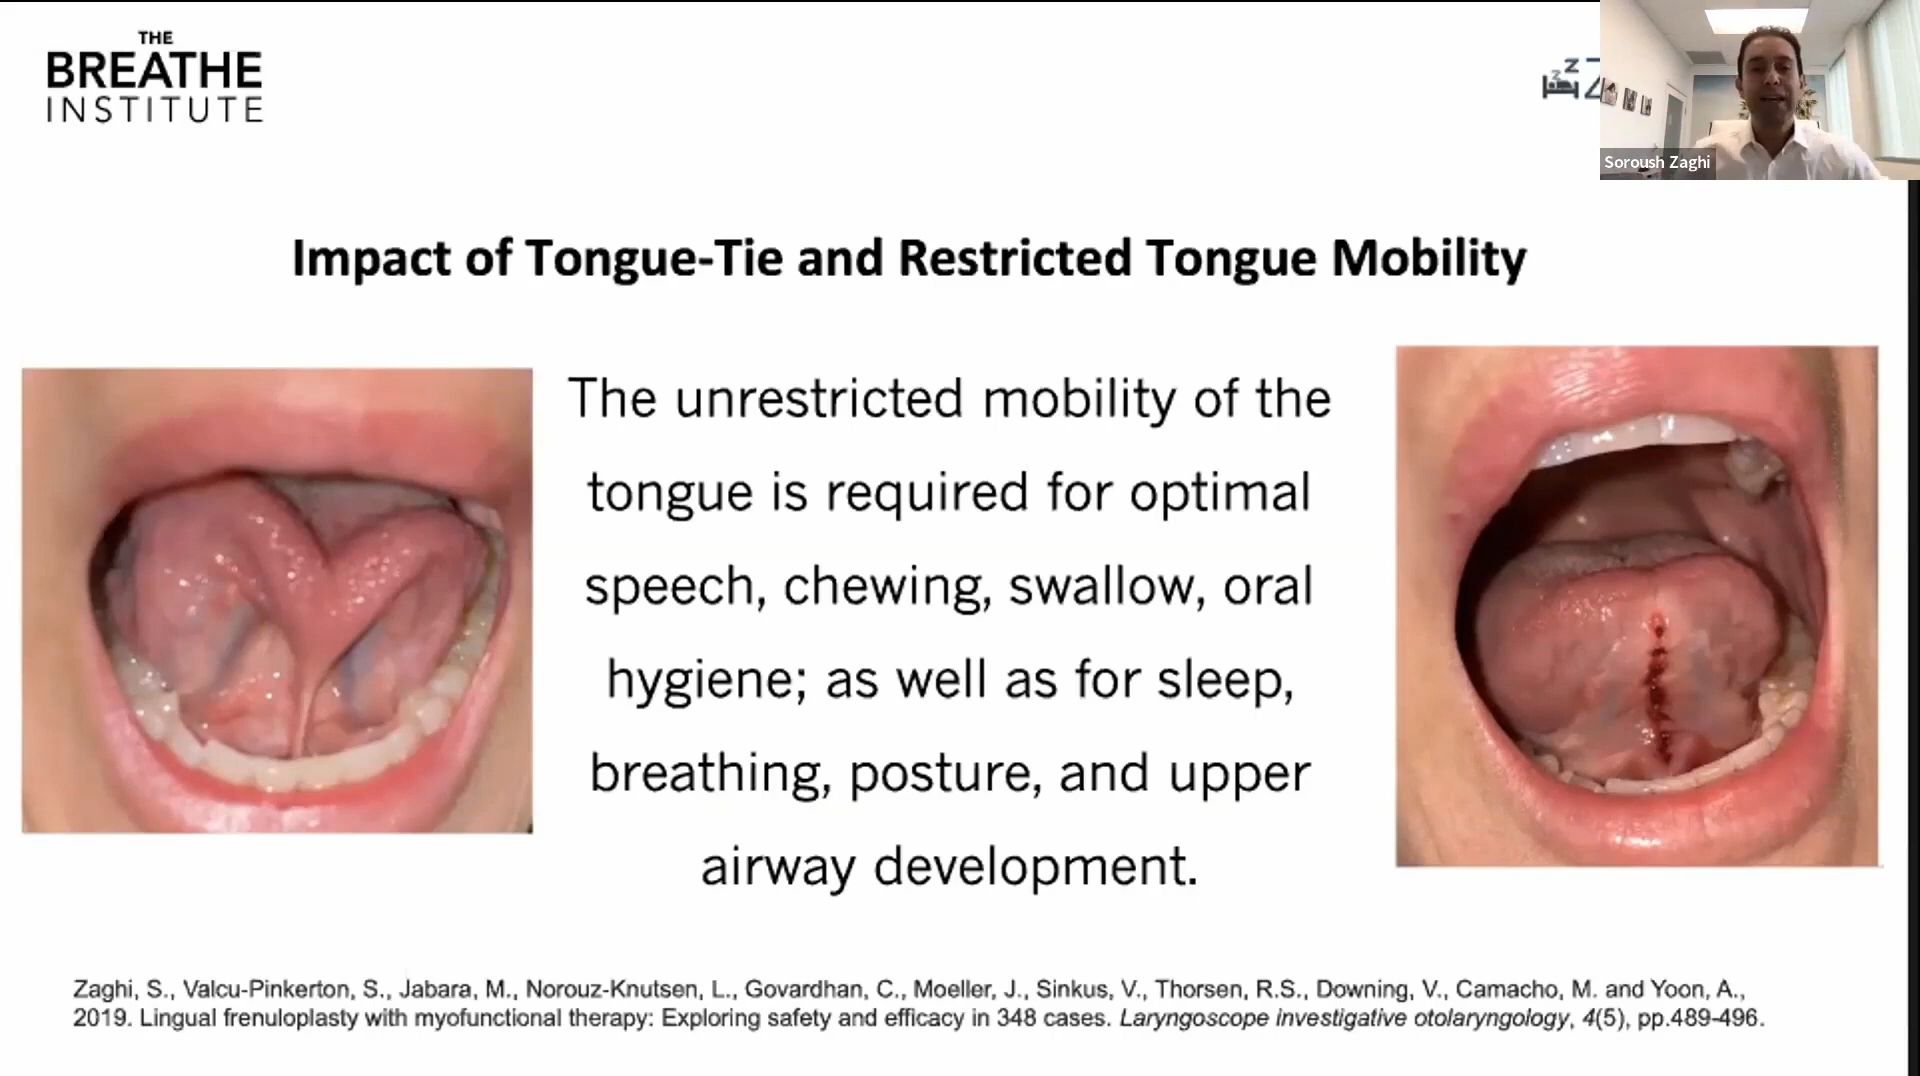 THE
BREATHE
INSTITUTE
Soroush Zaghi
Impact of Tongue-Tie and Restricted Tongue Mobility
The unrestricted mobility of the
tongue is required for optimal
speech, chewing, swallow, oral
hygiene; as well as for sleep,
breathing, posture, and upper
airway development.
Zaghi, S., Valcu-Pinkerton, S., Jabara, M., Norouz-Knutsen, L., Govardhan, C., Moeller, J., Sinkus, V., Thorsen, R.S., Downing, V., Camacho, M. and Yoon, A.,
2019. Lingual frenuloplasty with myofunctional therapy: Exploring safety and efficacy in 348 cases. Laryngoscope investigative otolaryngology, 4(5), pp.489-496.